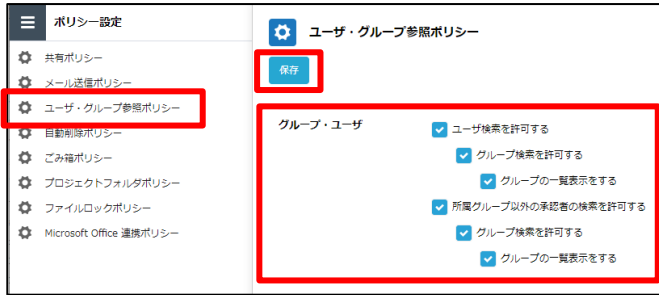 ポリシー設定
共有ポリシー
メール送信ポリシー
ユーザ・グループ参照ポリシー
自動削除ポリシー
ごみ箱ポリシー
プロジェクトフォルダポリシー
ファイルロックポリシー
Microsoft Office 連携ポリシー
ユーザ・グループ参照ポリシー
保存
グループ・ユーザ
ユーザ検索を許可する
グループ検索を許可する
グループの一覧表示をする
所属グループ以外の承認者の検索を許可する
グループ検索を許可する
グループの一覧表示をする